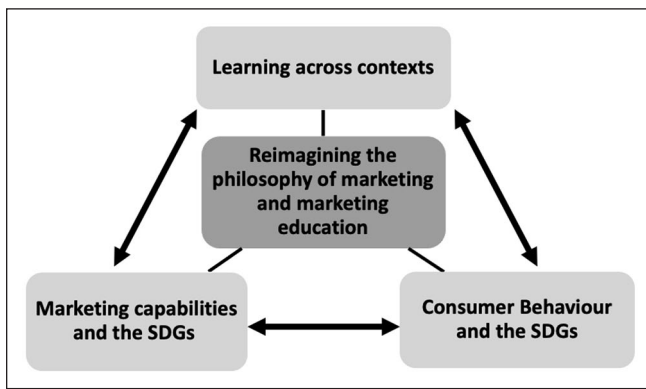 Learning across contexts
Reimagining the
philosophy of marketing
and marketing
education
Marketing capabilities
and the SDGs
Consumer Behaviour
and the SDGs